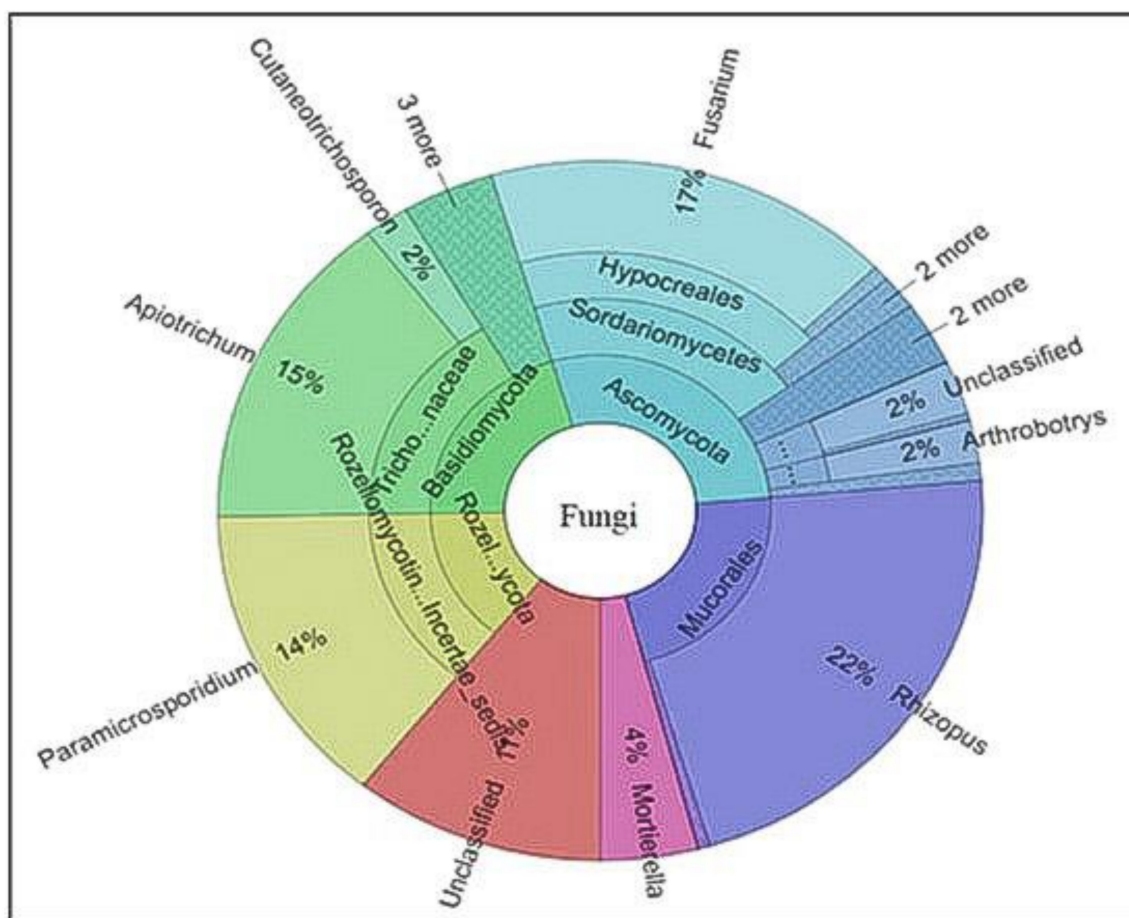 Fungi
Ascomycota
Sordariomycetes
Hypocreales
17% Fusarium
2 more
2 more
2% Unclassified
2% Arthrobotrys
...
...
Mucorales
22% Rhizopus
4% Mortierella
11% Unclassified
Rozel...ycota
Rozellomycotin...Incertae_sedis
14%
Paramicrosporidium
Basidiomycota
Tricho...naceae
15%
Apiotrichum
2%
Cutaneotrichosporon
3 more